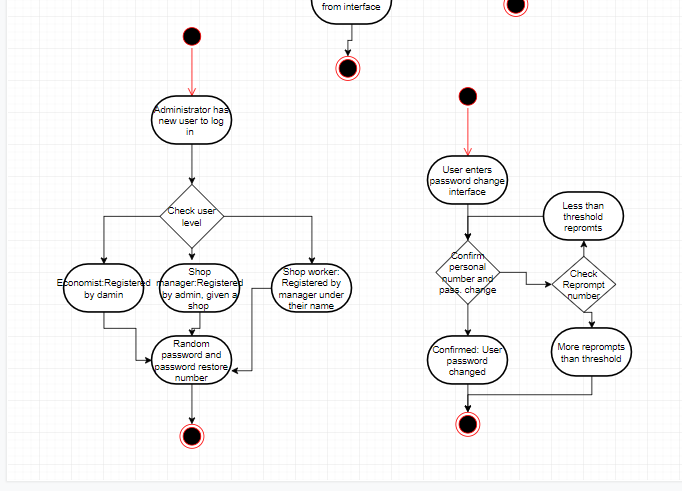 from interface
Administrator has
new user to log
in
Check user
level
Economist:Registered
by damin
Shop
manager:Registered
by admin, given a
shop
Shop worker:
Registered by
manager under
their name
Random
password and
password restore
number
User enters
password change
interface
Less than
threshold
repromts
Confirm
personal
number and
pass. change
Check
Reprompt
number
Confirmed: User
password
changed
More reprompts
than threshold